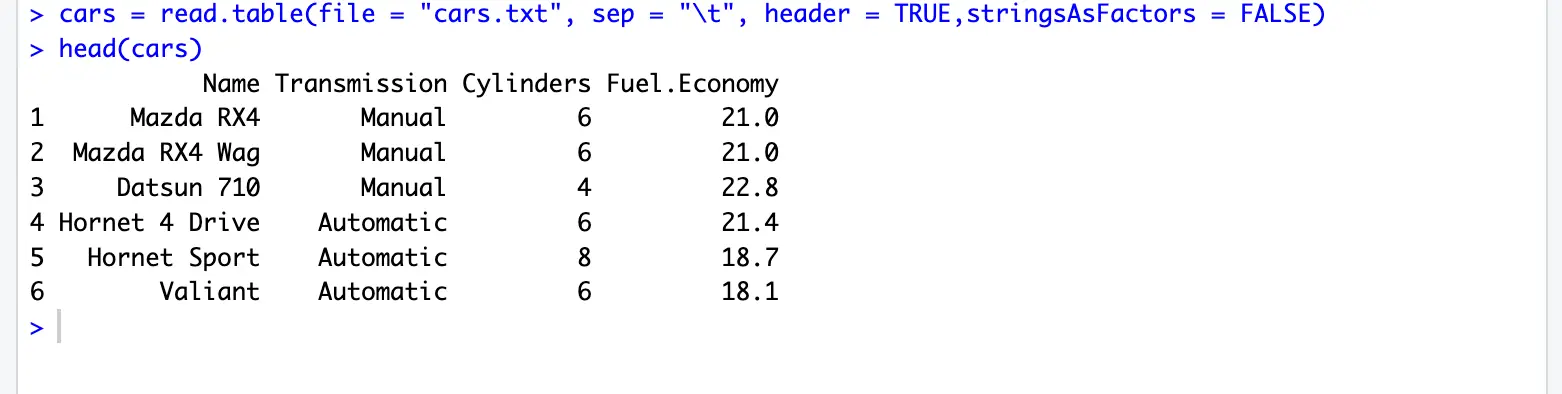 > cars = read.table(file = "cars.txt", sep = "\t", header = TRUE,stringsAsFactors = FALSE)
> head(cars)
Name Transmission Cylinders Fuel.Economy
1 Mazda RX4 Manual 6 21.0
2 Mazda RX4 Wag Manual 6 21.0
3 Datsun 710 Manual 4 22.8
4 Hornet 4 Drive Automatic 6 21.4
5 Hornet Sport Automatic 8 18.7
6 Valiant Automatic 6 18.1
>